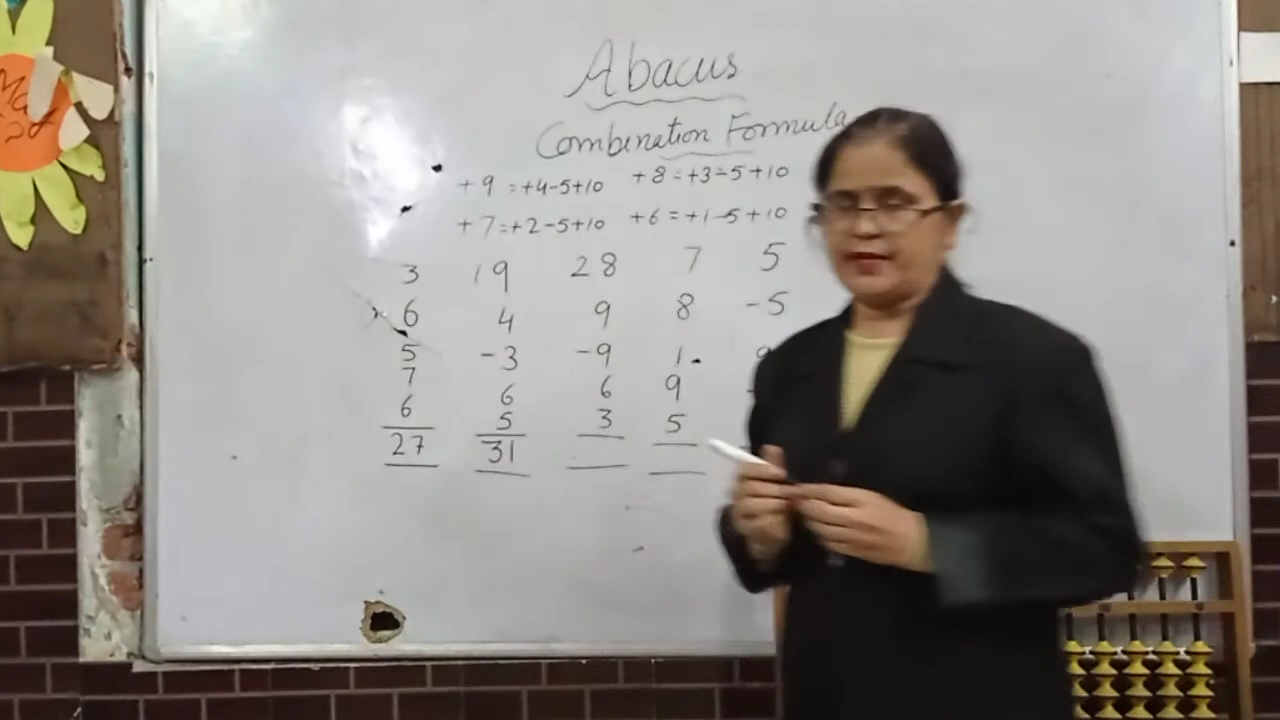 Abacus
Combination Formula
+9=+4-5+10 +8=+3-5+10
+7=+2-5+10 +6=+1-5+10
3 19 28 7 5
6 4 9 8 -5
5 -3 -9 1
7 6 6 9
6 5 3 5
27 31